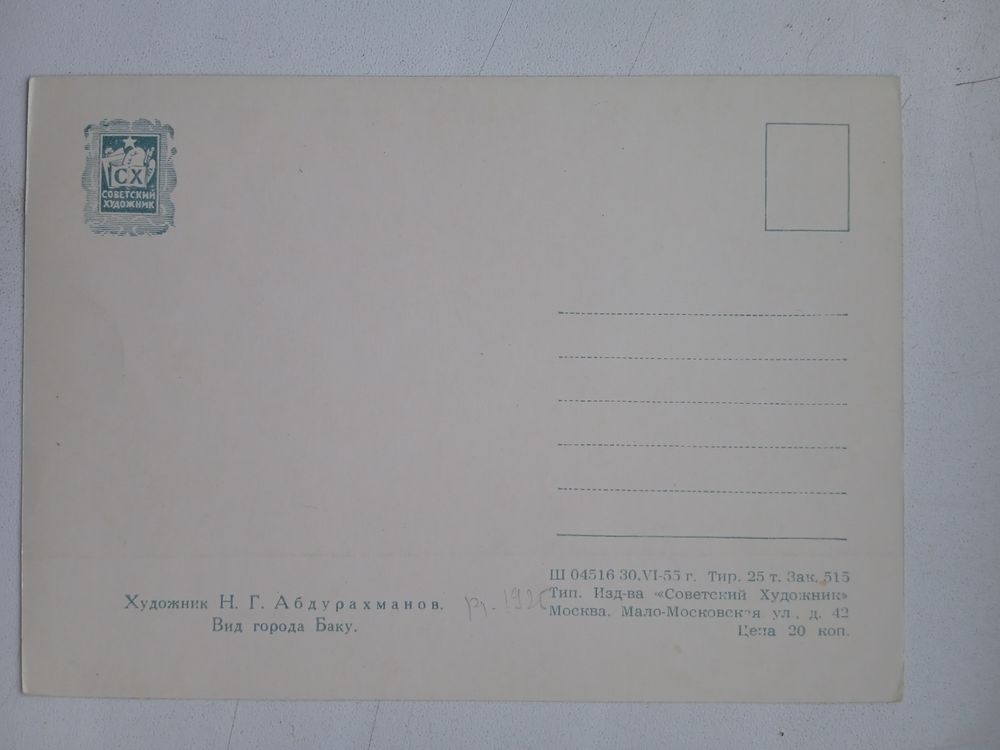 СХ
СОВЕТСКИЙ
ХУДОЖНИК
Художник Н. Г. Абдурахманов.
Вид города Баку.
Ш 04516 30.VI-55 г. Тир. 25 т. Зак. 515
Тип. Изд-ва «Советский Художник»
Москва. Мало-Московская ул., д. 42
Цена 20 коп.